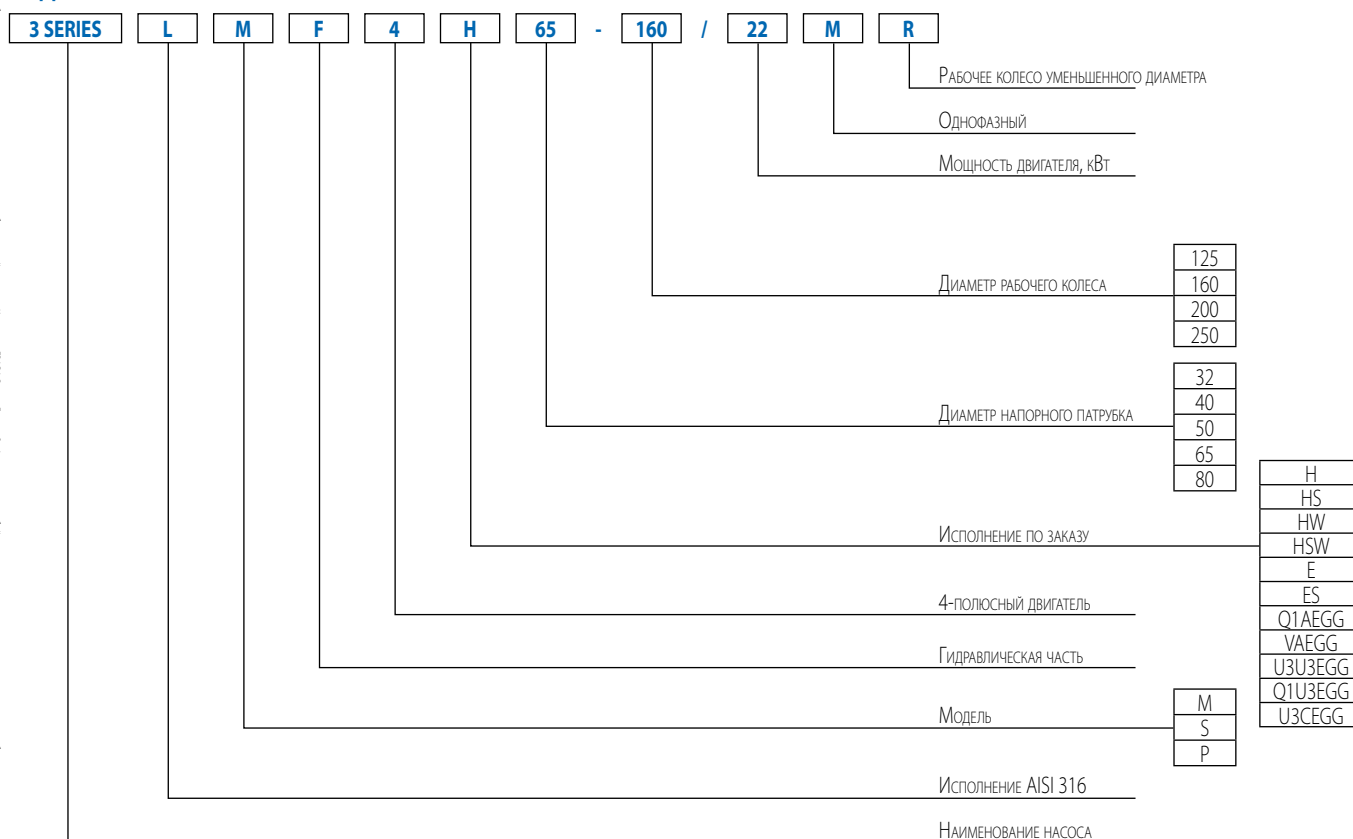 3 SERIES L M F 4 H 65 - 160 / 22 M R
Рабочее колесо уменьшенного диаметра
Однофазный
Мощность двигателя, кВт
Диаметр рабочего колеса
125
160
200
250
Диаметр напорного патрубка
32
40
50
65
80
Исполнение по заказу
H
HS
HW
HSW
E
ES
Q1AEGG
VAEGG
U3U3EGG
Q1U3EGG
U3CEGG
4-полюсный двигатель
Гидравлическая часть
Модель
M
S
P
Исполнение AISI 316
Наименование насоса